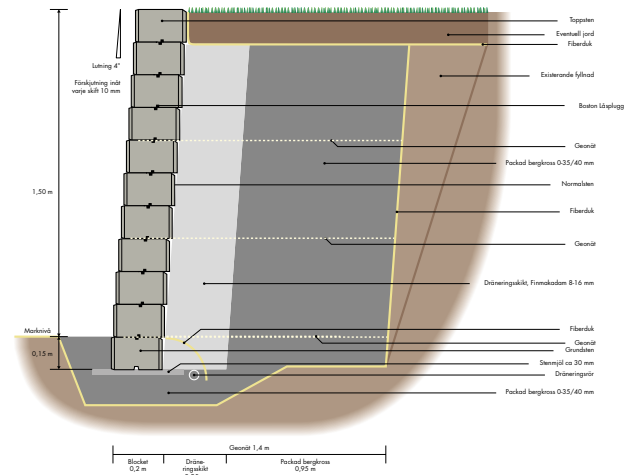 Toppsten
Eventuell jord
Fiberduk
Lutning 4°
Existerande fyllnad
Förskjutning inåt
varje skift 10 mm
Boston Låsplugg
Geonät
Packad bergkross 0-35/40 mm
Normalsten
1,50 m
Fiberduk
Geonät
Dräneringsskikt, Finmakadam 8-16 mm
Marknivå
Fiberduk
Geonät
Grundsten
0,15 m
Stenmjöl ca 30 mm
Dräneringsrör
Packad bergkross 0-35/40 mm
Geonät 1,4 m
Blocket
0,2 m
Dräne-
ringsskikt
Packad bergkross
0,95 m